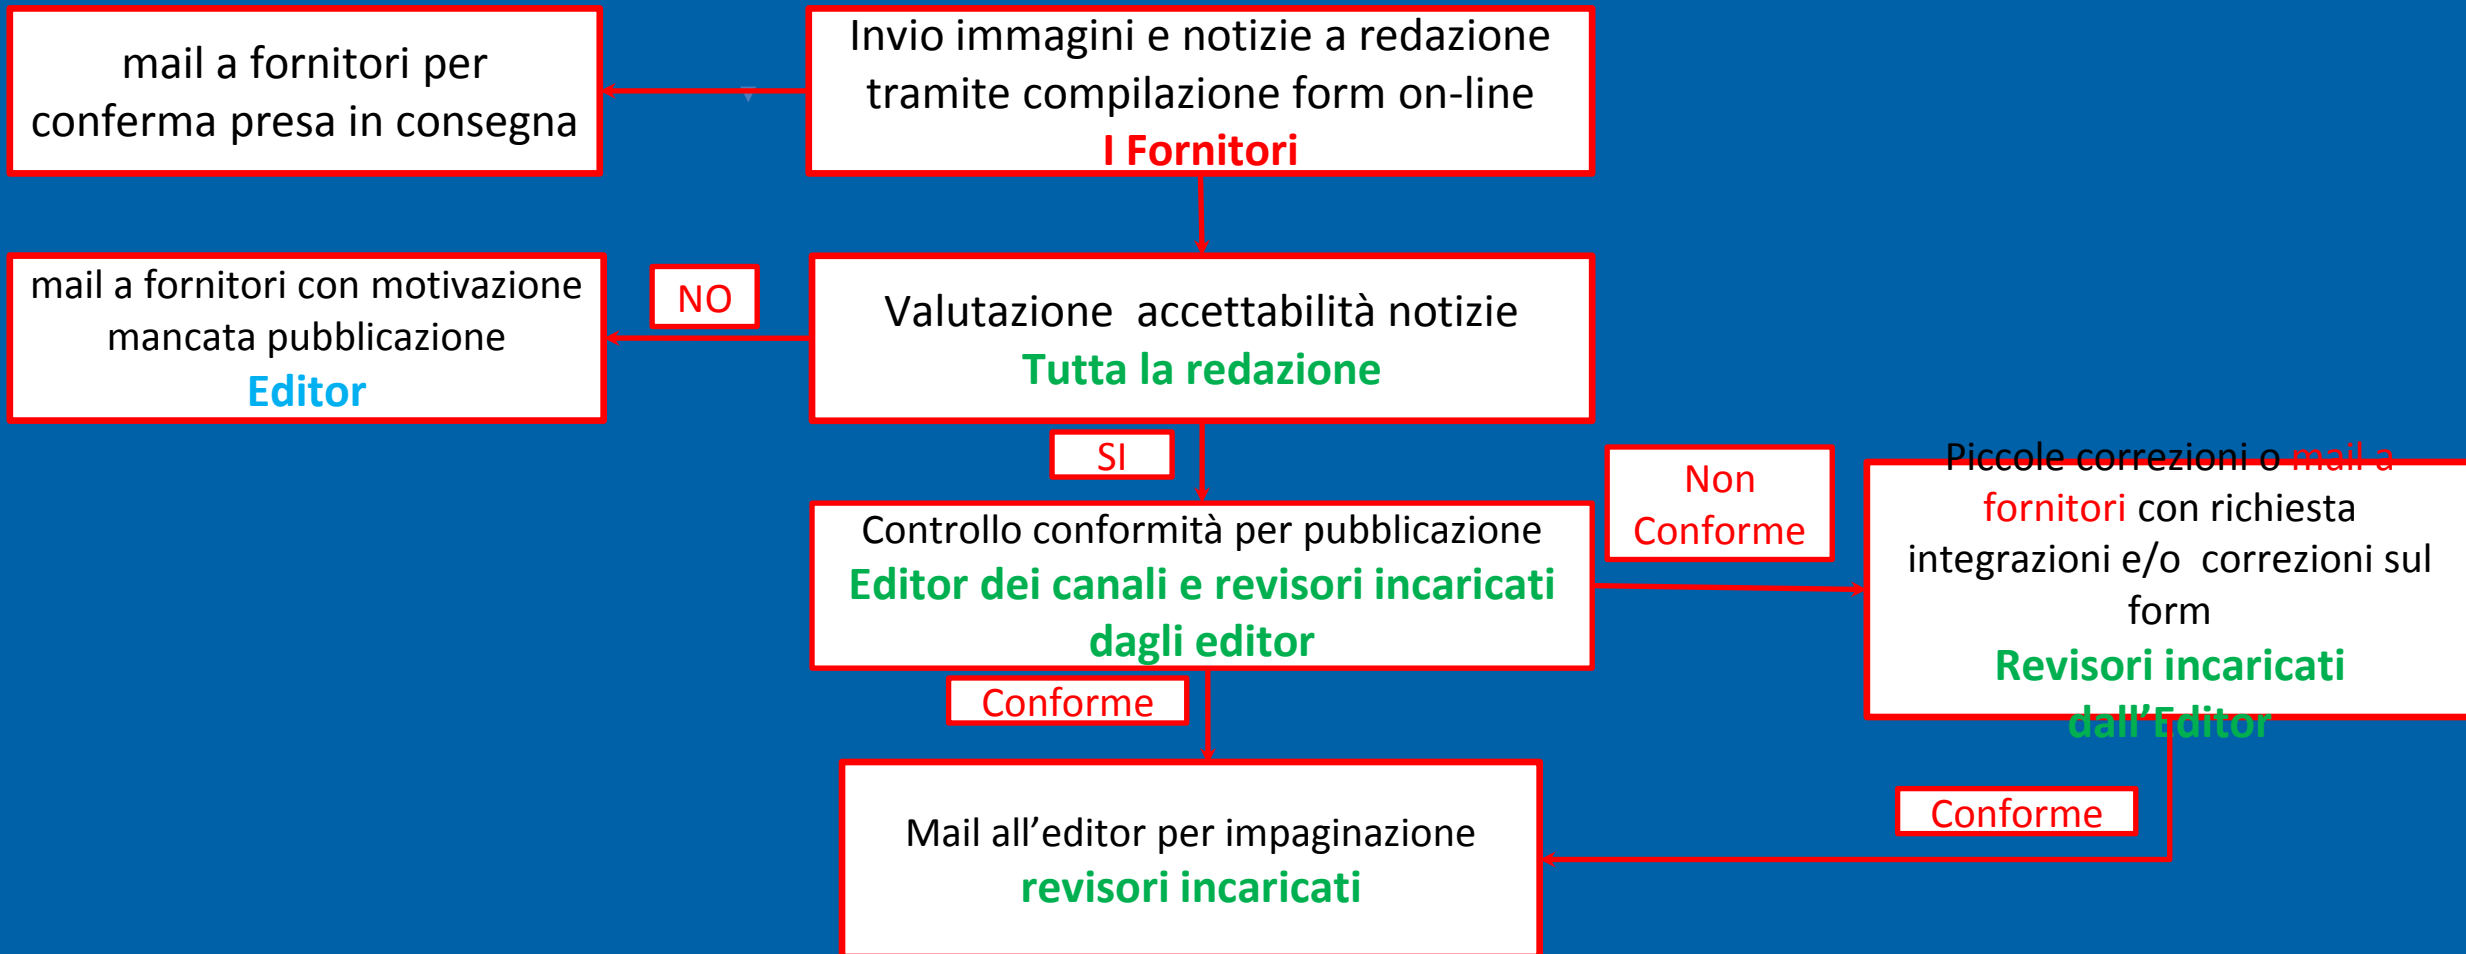 mail a fornitori per
conferma presa in consegna
Invio immagini e notizie a redazione
tramite compilazione form on-line
I Fornitori
mail a fornitori con motivazione
mancata pubblicazione
Editor
NO
Valutazione  accettabilità notizie
Tutta la redazione
SI
Non
Conforme
Piccole correzioni o mail a
fornitori con richiesta
integrazioni e/o  correzioni sul
form
Revisori incaricati
dall’Editor
Controllo conformità per pubblicazione
Editor dei canali e revisori incaricati
dagli editor
Conforme
Conforme
Mail all’editor per impaginazione
revisori incaricati